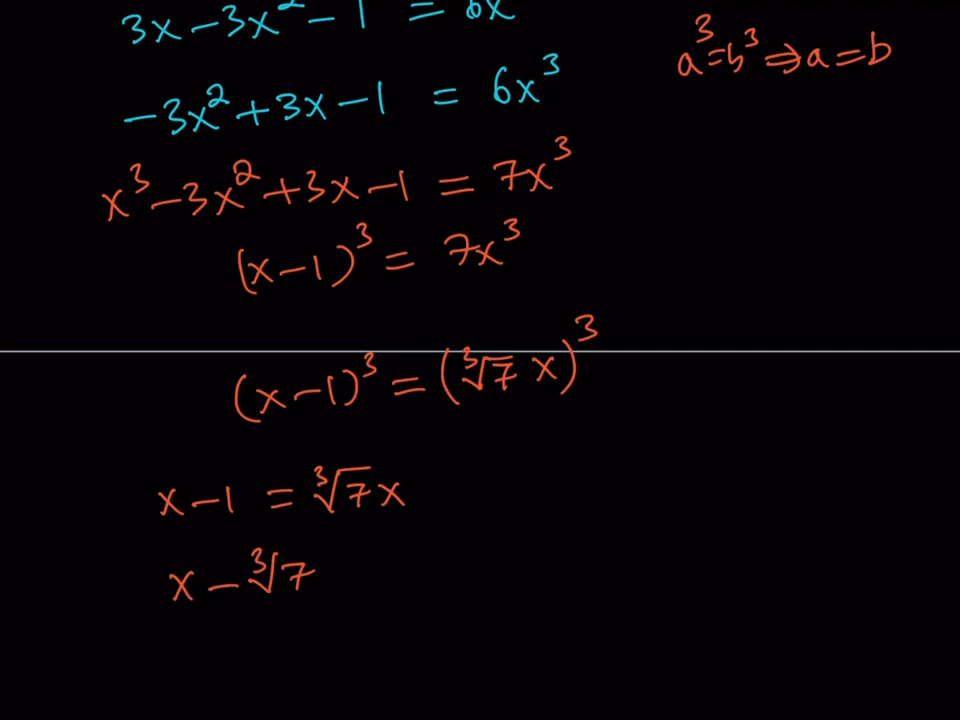 3x − 3x² − 1 = 6x
a³ = b³ ⇒ a = b
−3x² + 3x − 1 = 6x³
x³ − 3x² + 3x − 1 = 7x³
(x − 1)³ = 7x³
(x − 1)³ = (∛7 x)³
x − 1 = ∛7 x
x − ∛7